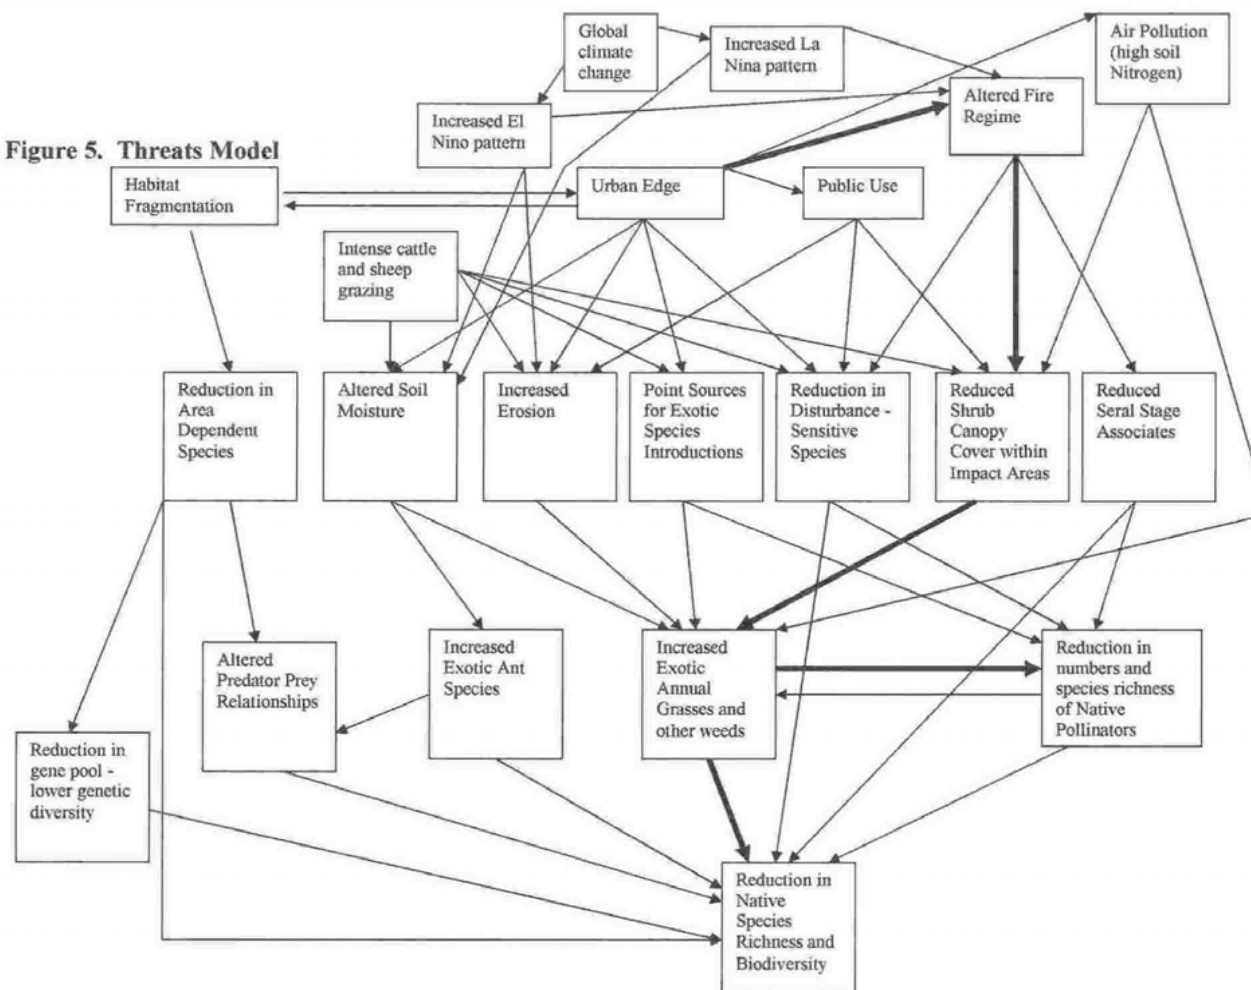 Global
climate
change
Increased La
Nina pattern
Air Pollution
(high soil
Nitrogen)
Altered Fire
Regime
Increased El
Nino pattern
Figure 5. Threats Model
Habitat
Fragmentation
Urban Edge
Public Use
Intense cattle
and sheep
grazing
Reduction in
Area
Dependent
Species
Altered Soil
Moisture
Increased
Erosion
Point Sources
for Exotic
Species
Introductions
Reduction in
Disturbance -
Sensitive
Species
Reduced
Shrub
Canopy
Cover within
Impact Areas
Reduced
Seral Stage
Associates
Altered
Predator Prey
Relationships
Increased
Exotic Ant
Species
Increased
Exotic
Annual
Grasses and
other weeds
Reduction in
numbers and
species richness
of Native
Pollinators
Reduction in
gene pool -
lower genetic
diversity
Reduction in
Native
Species
Richness and
Biodiversity